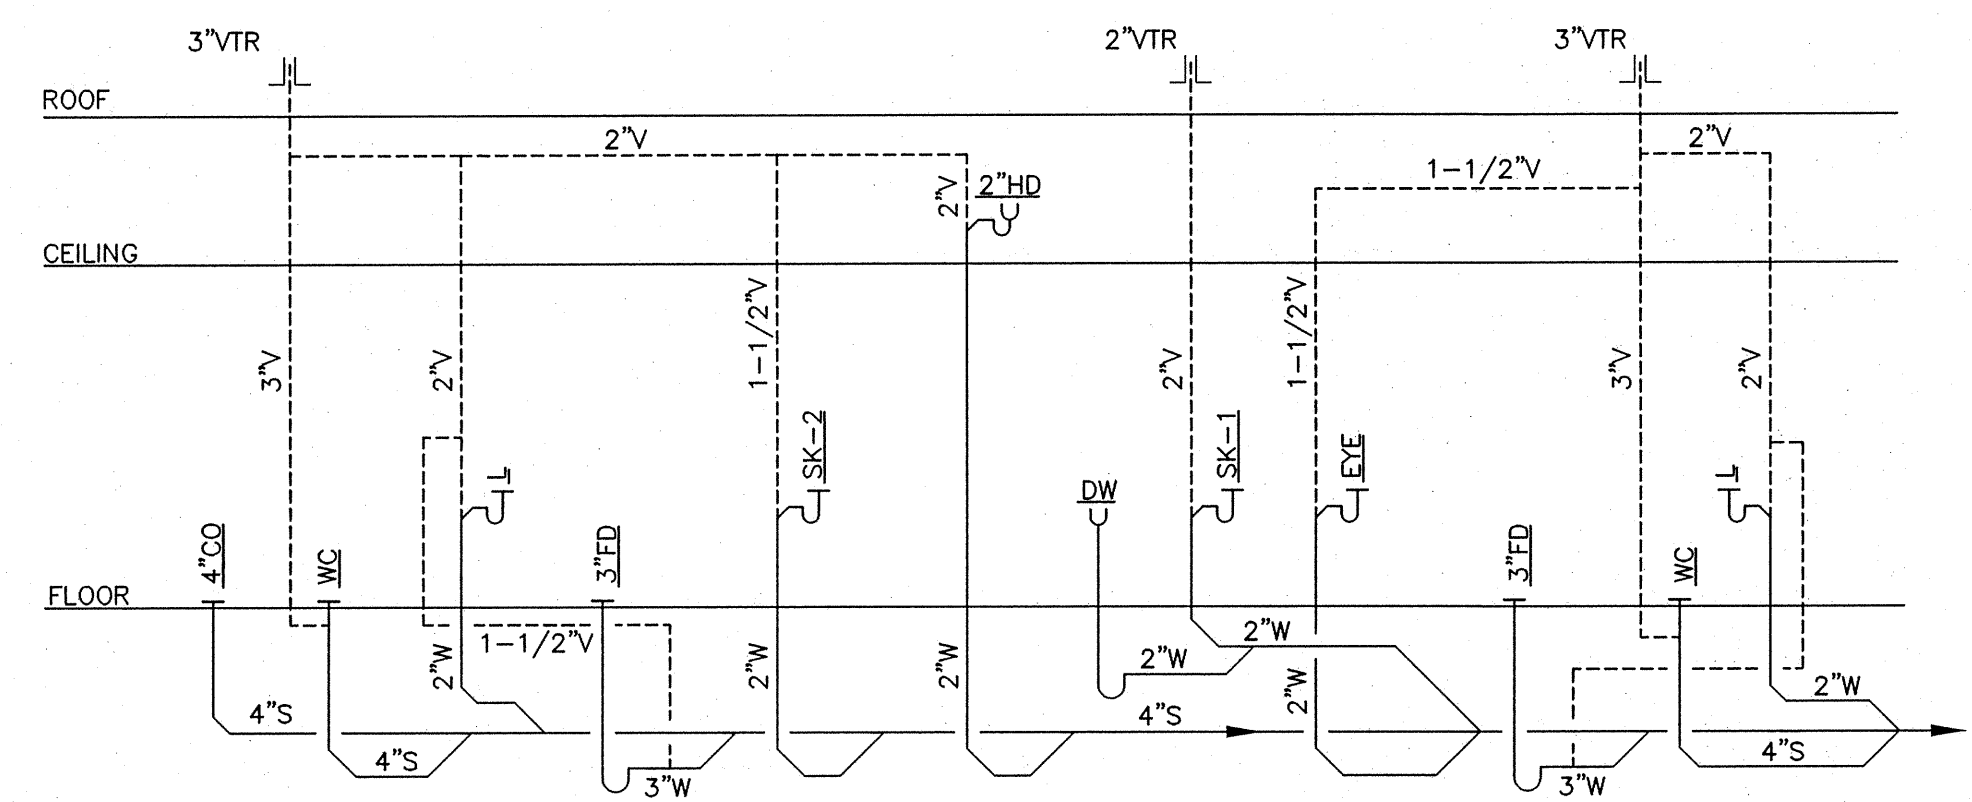 3"VTR
2"VTR
3"VTR
ROOF
2"V
2"V
1-1/2"V
2"V
2"HD
CEILING
1-1/2"V
1-1/2"V
3"V
2"V
2"V
3"V
2"V
SK-2
SK-1
EYE
L
L
DW
4"CO
WC
3"FD
3"FD
WC
FLOOR
1-1/2"V
2"W
2"W
2"W
2"W
2"W
2"W
2"W
4"S
4"S
4"S
4"S
3"W
3"W